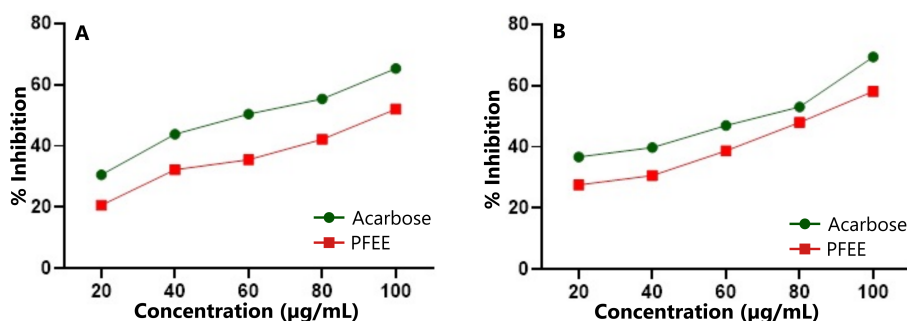 A
80
60
40
20
0
% Inhibition
Acarbose
PFEE
20 40 60 80 100
Concentration (µg/mL)
B
80
60
40
20
0
% Inhibition
Acarbose
PFEE
20 40 60 80 100
Concentration (µg/mL)